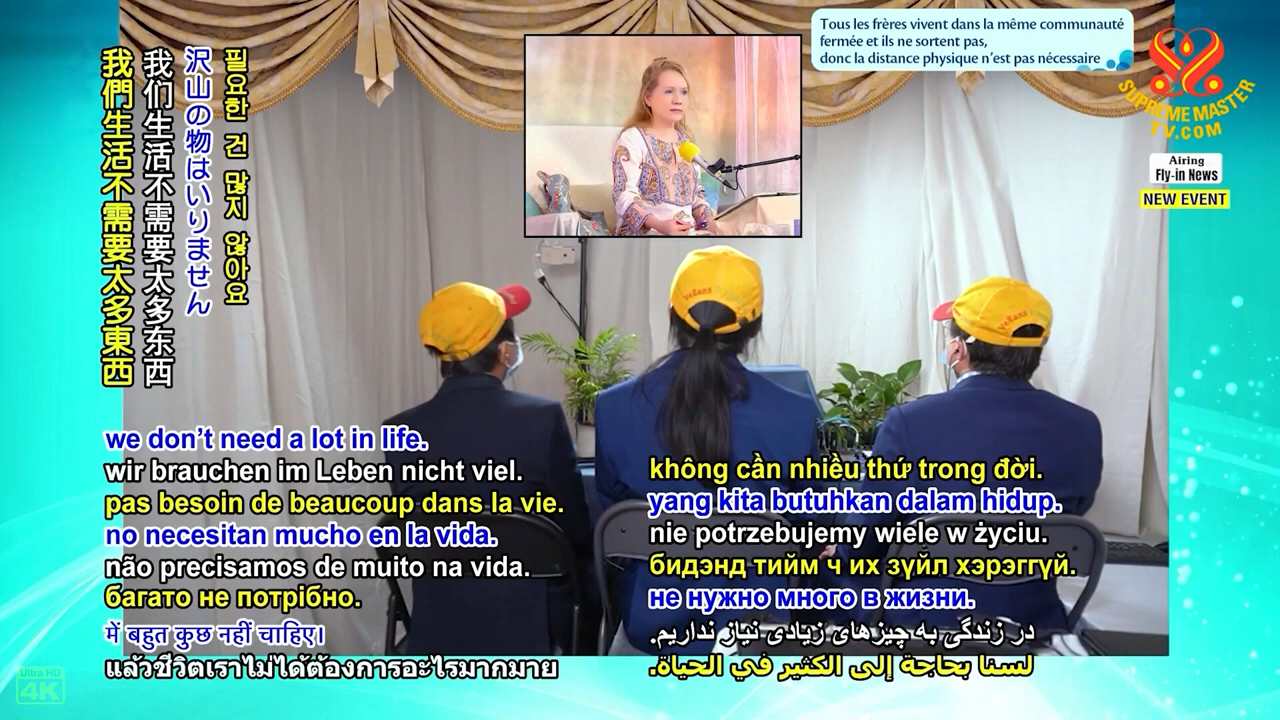 Tous les frères vivent dans la même communauté
fermée et ils ne sortent pas,
donc la distance physique n'est pas nécessaire
SUPREME MASTER
TV.COM
Airing
Fly-in News
NEW EVENT
我們生活不需要太多東西
我们生活不需要太多东西
沢山の物はいりません
필요한 건 많지 않아요
we don't need a lot in life.
wir brauchen im Leben nicht viel.
pas besoin de beaucoup dans la vie.
no necesitan mucho en la vida.
não precisamos de muito na vida.
багато не потрібно.
में बहुत कुछ नहीं चाहिए।
แล้วชีวิตเราไม่ได้ต้องการอะไรมากมาย
không cần nhiều thứ trong đời.
yang kita butuhkan dalam hidup.
nie potrzebujemy wiele w życiu.
бидэнд тийм ч их зүйл хэрэггүй.
не нужно много в жизни.
در زندگی به چیزهای زیادی نیاز نداریم.
لسنا بحاجة إلى الكثير في الحياة.
Ultra HD
4K